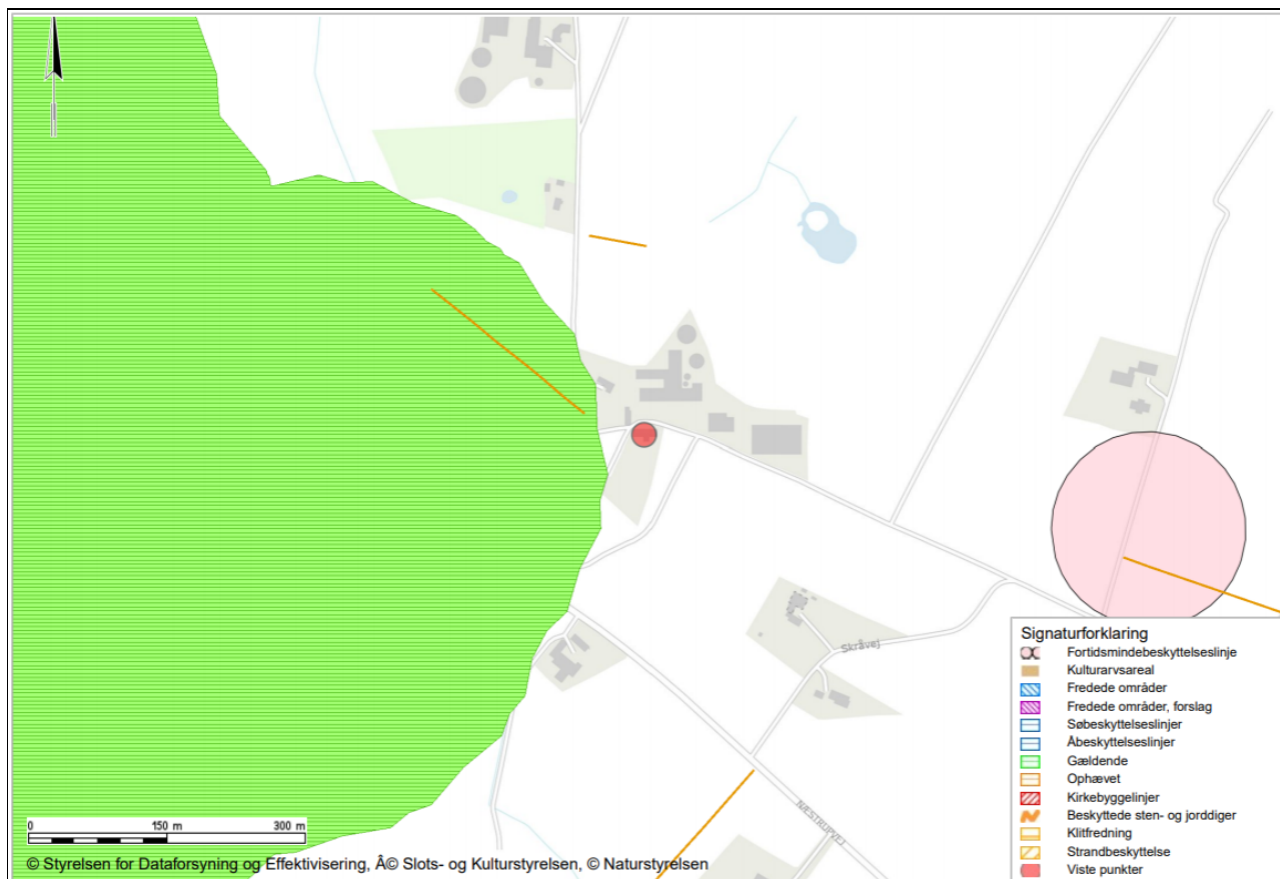 Skråvej
NÆSTRUPVEJ
Signaturforklaring
Fortidsmindebeskyttelseslinje
Kulturarvsareal
Fredede områder
Fredede områder, forslag
Søbeskyttelseslinjer
Åbeskyttelseslinjer
Gældende
Ophævet
Kirkebyggelinjer
Beskyttede sten- og jorddiger
Klitfredning
Strandbeskyttelse
Viste punkter
0 150 m 300 m
© Styrelsen for Dataforsyning og Effektivisering, Â© Slots- og Kulturstyrelsen, © Naturstyrelsen